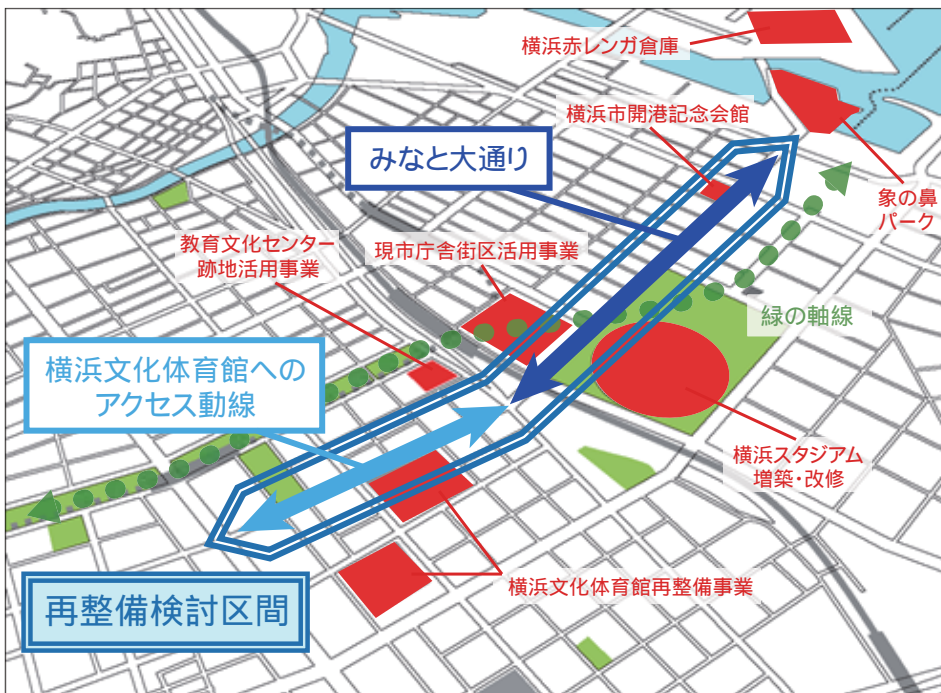 横浜赤レンガ倉庫
横浜市開港記念会館
みなと大通り
象の鼻
パーク
教育文化センター
跡地活用事業
現市庁舎街区活用事業
緑の軸線
横浜文化体育館への
アクセス動線
横浜スタジアム
増築・改修
横浜文化体育館再整備事業
再整備検討区間